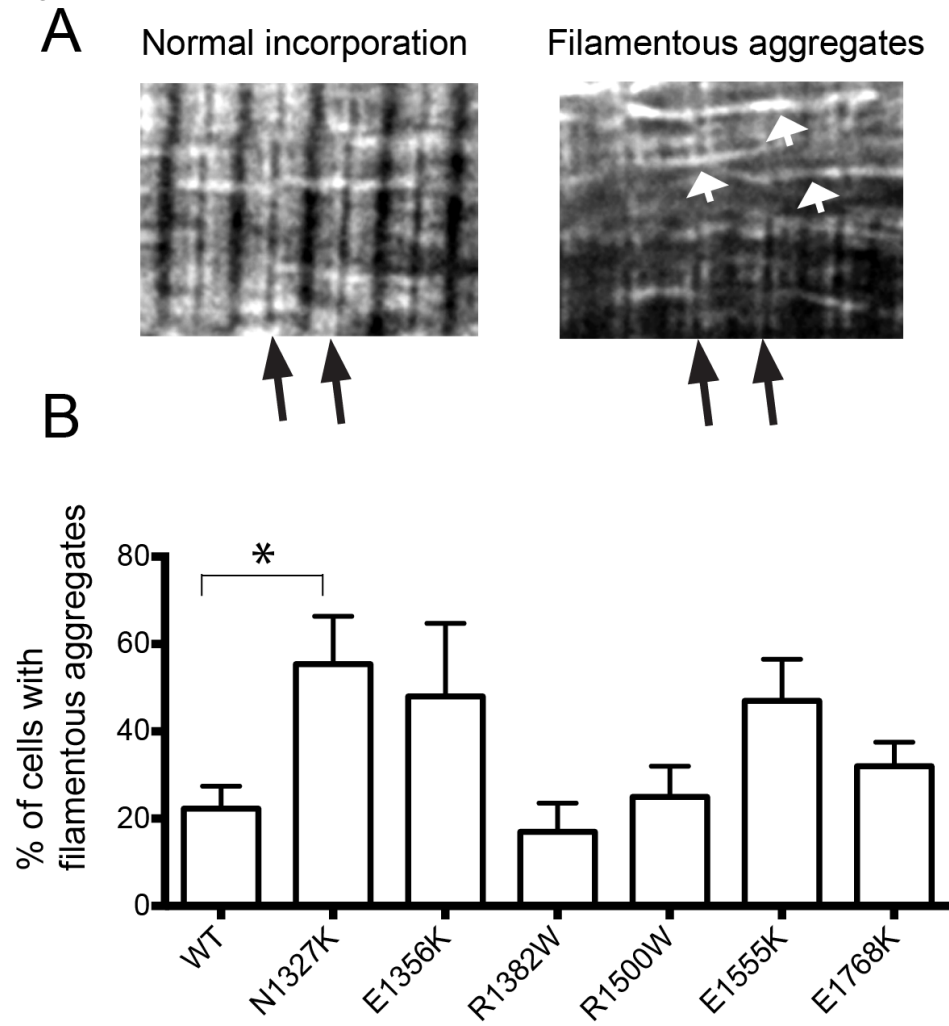 A
Normal incorporation
Filamentous aggregates
B
% of cells with
filamentous aggregates
80
60
40
20
0
*
WT
N1327K
E1356K
R1382W
R1500W
E1555K
E1768K